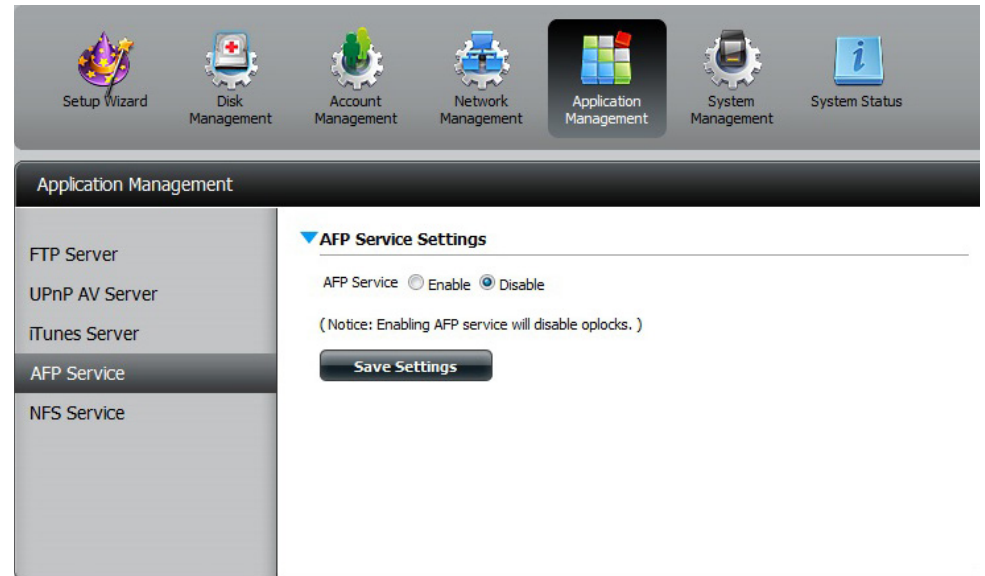 Setup Wizard
Disk
Management
Account
Management
Network
Management
Application
Management
System
Management
System Status
Application Management
FTP Server
UPnP AV Server
iTunes Server
AFP Service
NFS Service
AFP Service Settings
AFP Service Enable Disable
( Notice: Enabling AFP service will disable oplocks. )
Save Settings